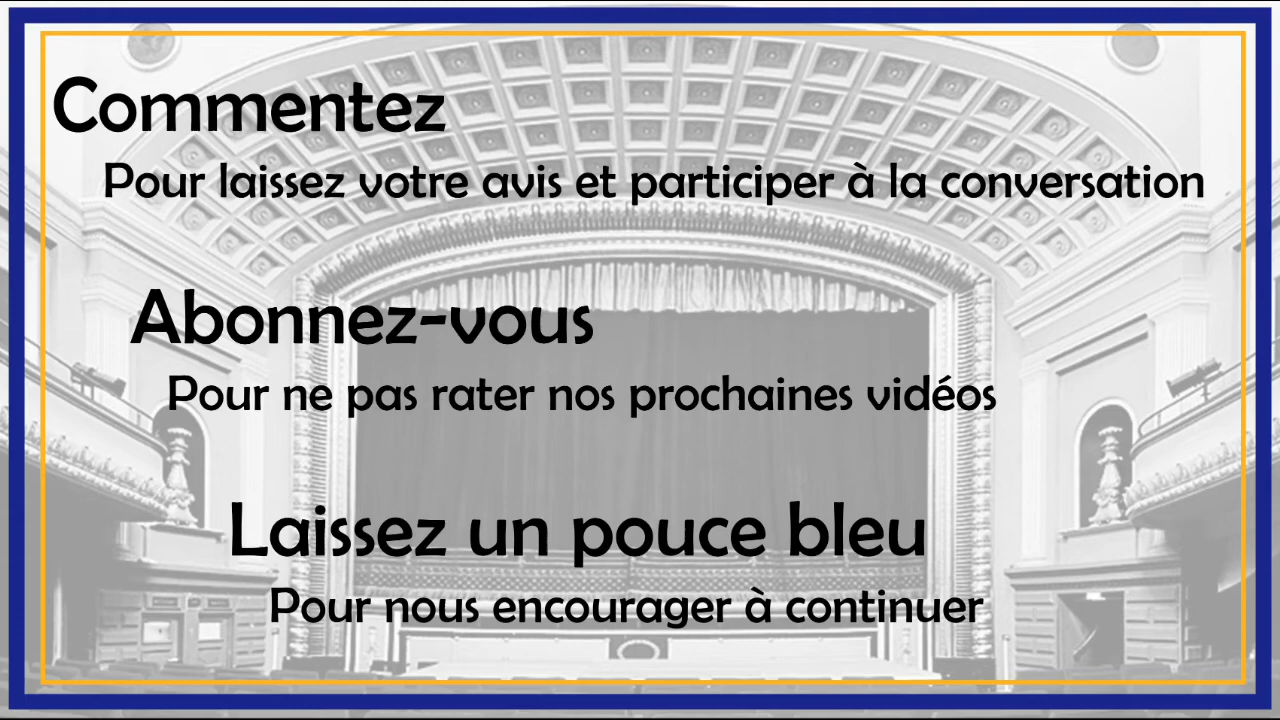 Commentez
Pour laissez votre avis et participer à la conversation
Abonnez-vous
Pour ne pas rater nos prochaines vidéos
Laissez un pouce bleu
Pour nous encourager à continuer